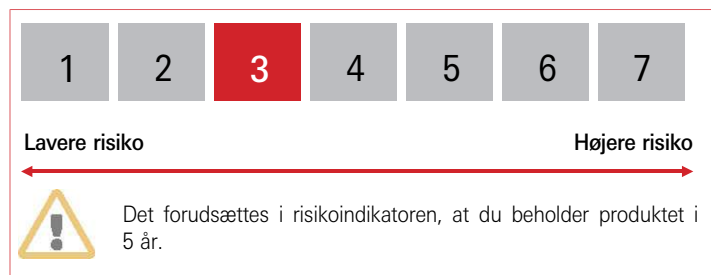 1 2 3 4 5 6 7
Lavere risiko Højere risiko
Det forudsættes i risikoindikatoren, at du beholder produktet i
5 år.